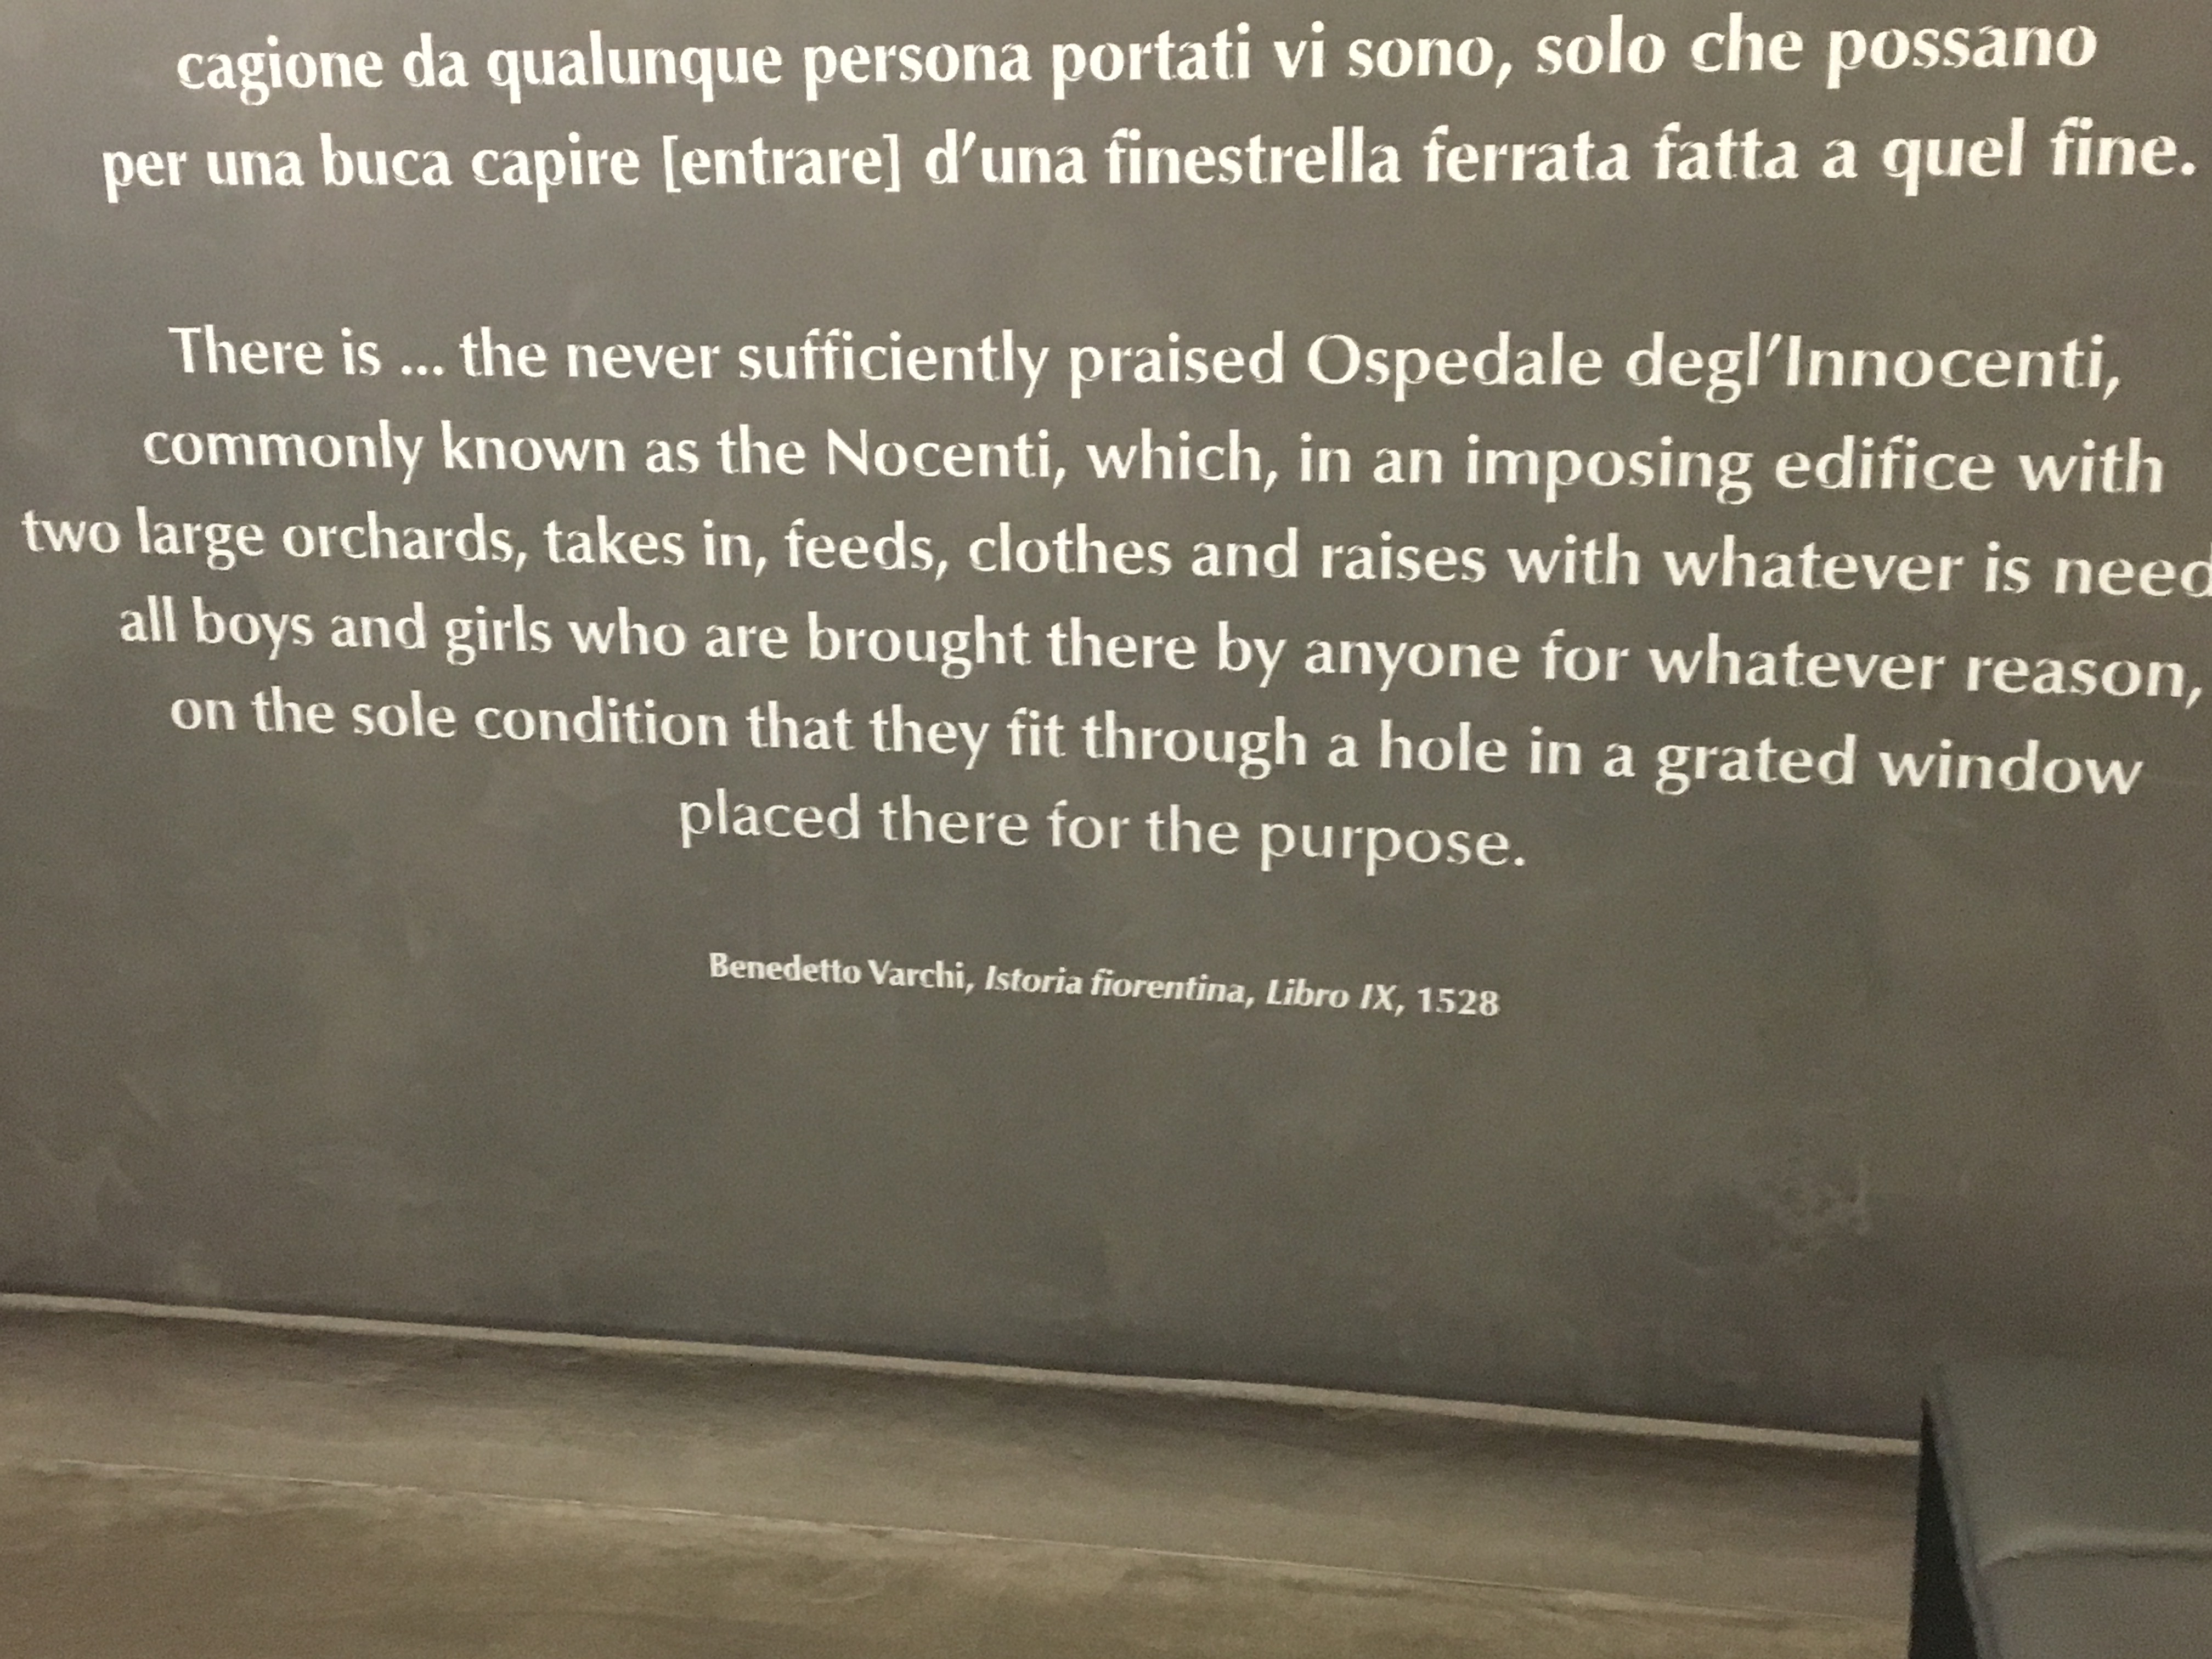 cagione da qualunque persona portati vi sono, solo che possano
per una buca capire [entrare] d'una finestrella ferrata fatta a quel fine.
There is ... the never sufficiently praised Ospedale degl'Innocenti,
commonly known as the Nocenti, which, in an imposing edifice with
two large orchards, takes in, feeds, clothes and raises with whatever is need
all boys and girls who are brought there by anyone for whatever reason,
on the sole condition that they fit through a hole in a grated window
placed there for the purpose.
Benedetto Varchi, Istoria fiorentina, Libro IX, 1528